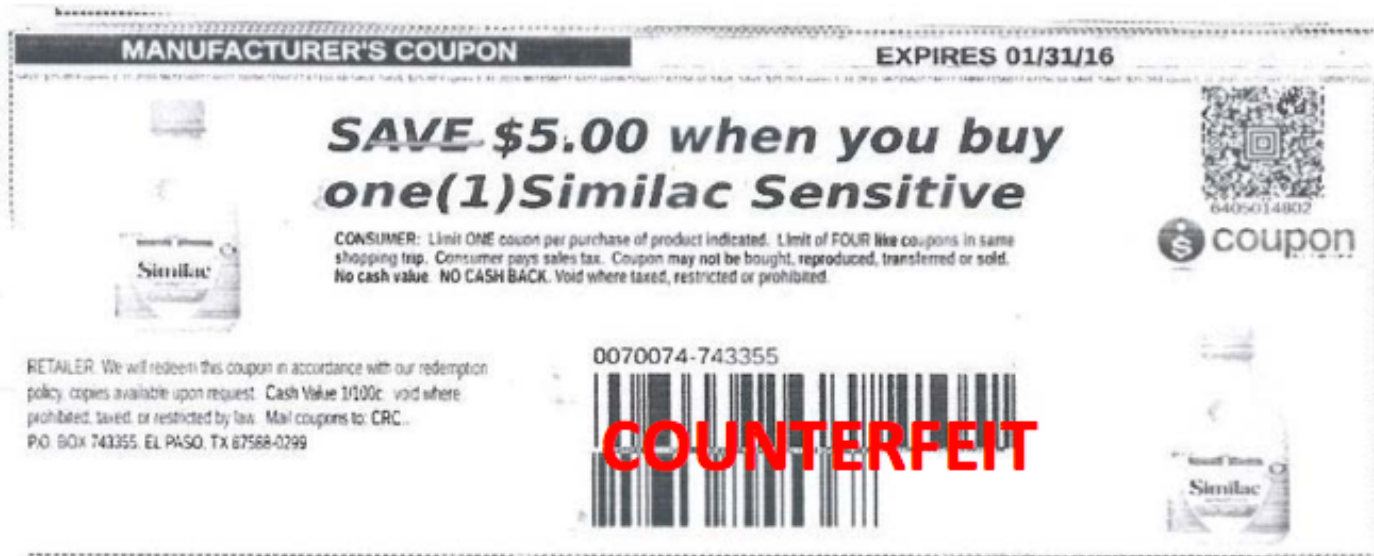 MANUFACTURER'S COUPON
EXPIRES 01/31/16
SAVE $5.00 when you buy
one(1)Similac Sensitive
6405014802
coupon
CONSUMER: Limit ONE couon per purchase of product indicated. Limit of FOUR like coupons in same
shopping trip. Consumer pays sales tax. Coupon may not be bought, reproduced, transferred or sold.
No cash value. NO CASH BACK. Void where taxed, restricted or prohibited.
Similac
RETAILER. We will redeem this coupon in accordance with our redemption
policy, copies available upon request. Cash Value 1/100c. void where
prohibited, taxed, or restricted by law. Mail coupons to: CRC..
P.O. BOX 743355, EL PASO, TX 87588-0299
0070074-743355
COUNTERFEIT
Similac